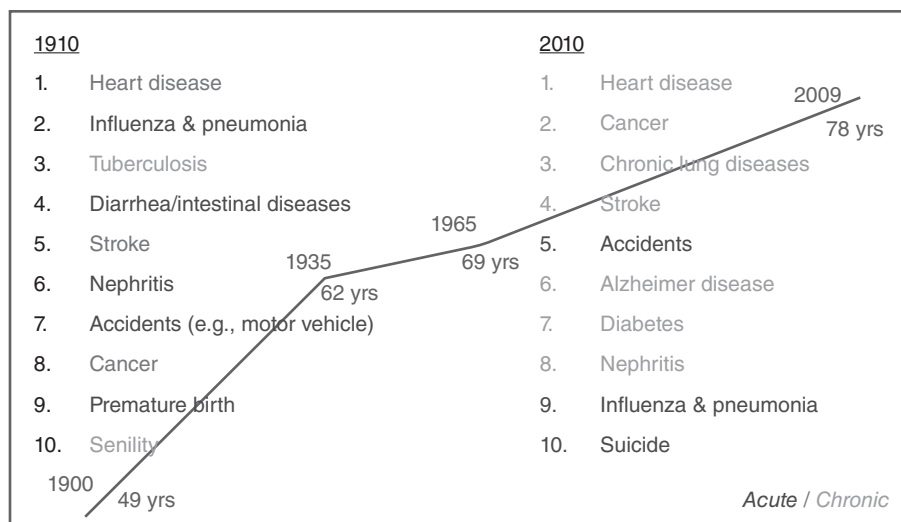 1910
1. Heart disease
2. Influenza & pneumonia
3. Tuberculosis
4. Diarrhea/intestinal diseases
5. Stroke
6. Nephritis
7. Accidents (e.g., motor vehicle)
8. Cancer
9. Premature birth
10. Senility
2010
1. Heart disease
2. Cancer
3. Chronic lung diseases
4. Stroke
5. Accidents
6. Alzheimer disease
7. Diabetes
8. Nephritis
9. Influenza & pneumonia
10. Suicide
1900
49 yrs
1935
62 yrs
1965
69 yrs
2009
78 yrs
Acute / Chronic